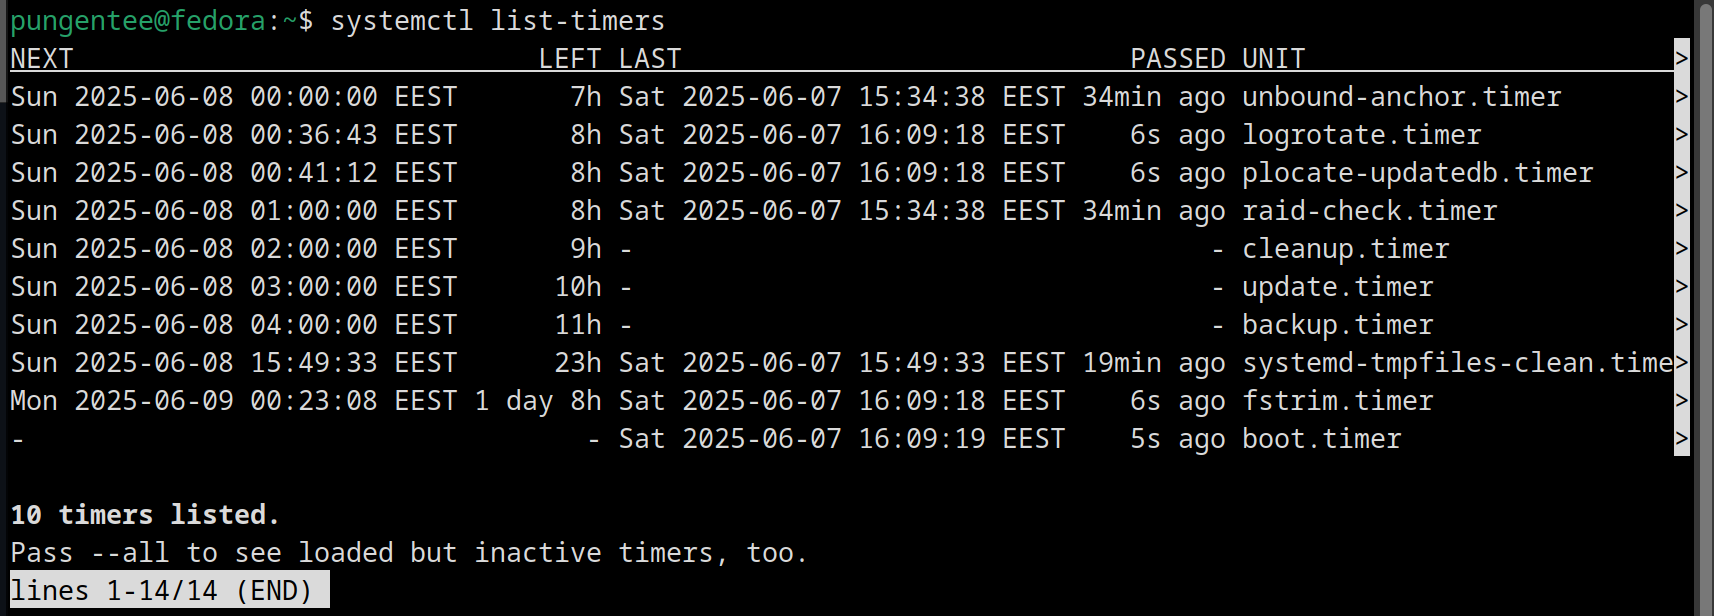 pungentee@fedora:~$ systemctl list-timers
NEXT                                 LEFT LAST                            PASSED UNIT                           >
Sun 2025-06-08 00:00:00 EEST       7h Sat 2025-06-07 15:34:38 EEST 34min ago unbound-anchor.timer       >
Sun 2025-06-08 00:36:43 EEST       8h Sat 2025-06-07 16:09:18 EEST    6s ago logrotate.timer            >
Sun 2025-06-08 00:41:12 EEST       8h Sat 2025-06-07 16:09:18 EEST    6s ago plocate-updatedb.timer     >
Sun 2025-06-08 01:00:00 EEST       8h Sat 2025-06-07 15:34:38 EEST 34min ago raid-check.timer           >
Sun 2025-06-08 02:00:00 EEST       9h -                                    - cleanup.timer              >
Sun 2025-06-08 03:00:00 EEST      10h -                                    - update.timer               >
Sun 2025-06-08 04:00:00 EEST      11h -                                    - backup.timer               >
Sun 2025-06-08 15:49:33 EEST      23h Sat 2025-06-07 15:49:33 EEST 19min ago systemd-tmpfiles-clean.time>
Mon 2025-06-09 00:23:08 EEST 1 day 8h Sat 2025-06-07 16:09:18 EEST    6s ago fstrim.timer               >
-                                   - Sat 2025-06-07 16:09:19 EEST    5s ago boot.timer                 >
10 timers listed.
Pass --all to see loaded but inactive timers, too.
lines 1-14/14 (END)